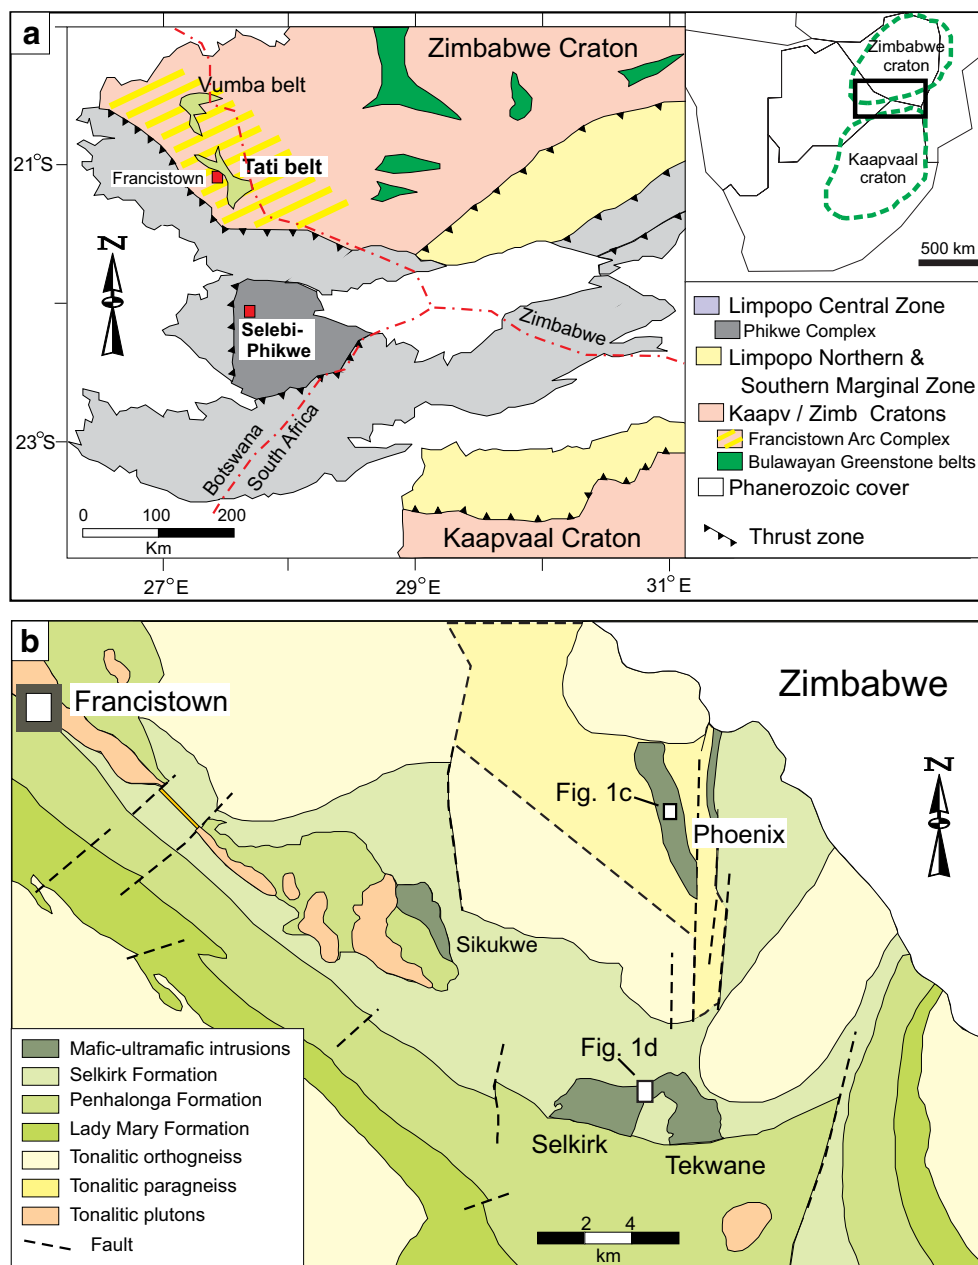 a
Zimbabwe Craton
Vumba belt
Tati belt
Francistown
21°S
N
Selebi-
Phikwe
Zimbabwe
Botswana
South Africa
23°S
0 100 200
Km
Kaapvaal Craton
27°E 29°E 31°E
Zimbabwe
craton
Kaapvaal
craton
500 km
Limpopo Central Zone
Phikwe Complex
Limpopo Northern &
Southern Marginal Zone
Kaapv / Zimb Cratons
Francistown Arc Complex
Bulawayan Greenstone belts
Phanerozoic cover
Thrust zone
b
Francistown
Zimbabwe
N
Fig. 1c
Phoenix
Sikukwe
Fig. 1d
Selkirk
Tekwane
2 4
km
Mafic-ultramafic intrusions
Selkirk Formation
Penhalonga Formation
Lady Mary Formation
Tonalitic orthogneiss
Tonalitic paragneiss
Tonalitic plutons
Fault